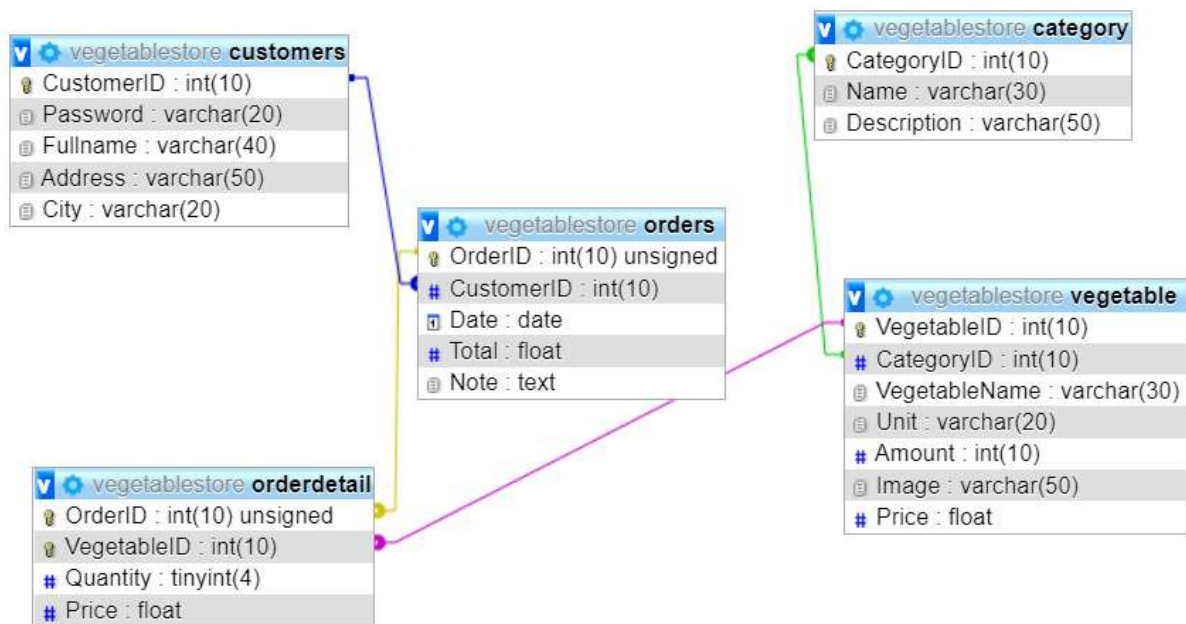 vegetablestore customers
CustomerID : int(10)
Password : varchar(20)
Fullname : varchar(40)
Address : varchar(50)
City : varchar(20)
vegetablestore category
CategoryID : int(10)
Name : varchar(30)
Description : varchar(50)
vegetablestore orders
OrderID : int(10) unsigned
CustomerID : int(10)
Date : date
Total : float
Note : text
vegetablestore vegetable
VegetableID : int(10)
CategoryID : int(10)
VegetableName : varchar(30)
Unit : varchar(20)
Amount : int(10)
Image : varchar(50)
Price : float
vegetablestore orderdetail
OrderID : int(10) unsigned
VegetableID : int(10)
Quantity : tinyint(4)
Price : float